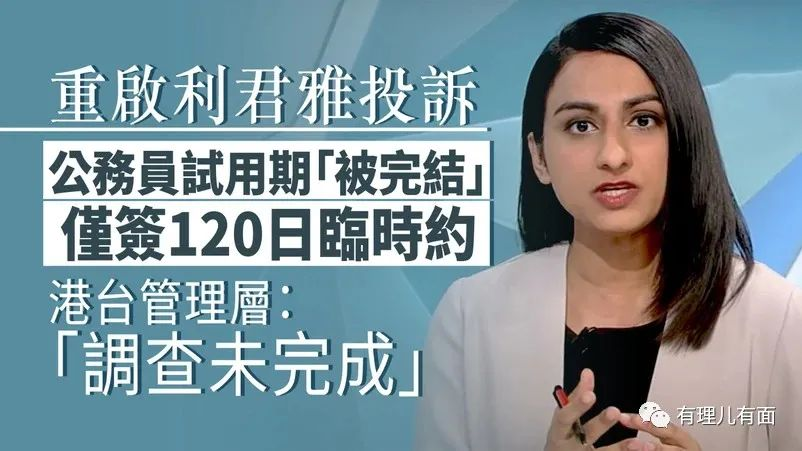 重啟利君雅投訴
公務員試用期「被完結」
僅簽120日臨時約
港台管理層：
「調查未完成」
有理儿有面